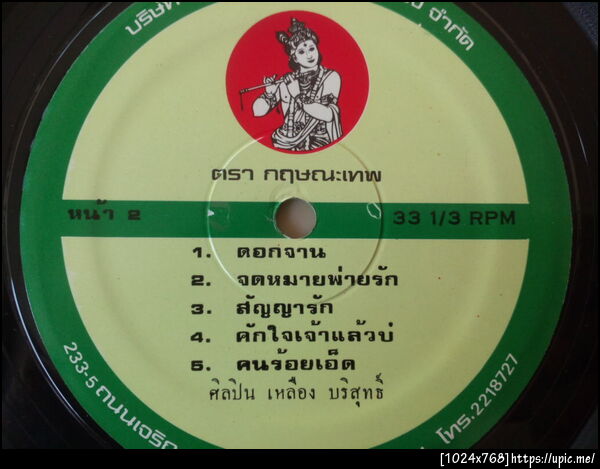 บริษัท
จำกัด
ตรา กฤษณะเทพ
หน้า 2
33 1/3 RPM
1. ดอกจาน
2. จดหมายพ่ายรัก
3. สัญญารัก
4. คักใจเจ้าแล้วบ่
5. คนร้อยเอ็ด
ศิลปิน เหลือง บริสุทธิ์
233-5 ถนนเจริญ
โทร.2218727
[1024x768]https://upic.me/